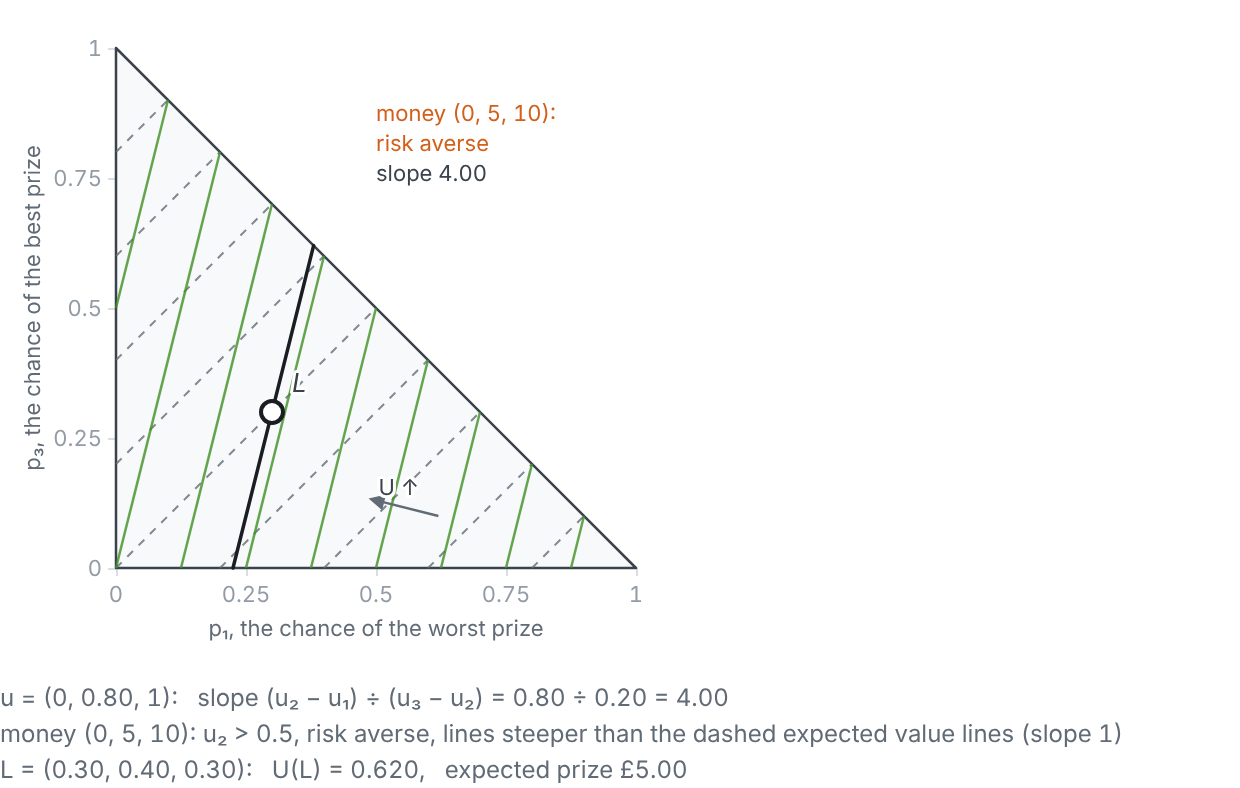 1
money (0, 5, 10):
risk averse
slope 4.00
0.75
p₃, the chance of the best prize
0.5
L
0.25
U ↑
0
0 0.25 0.5 0.75 1
p₁, the chance of the worst prize
u = (0, 0.80, 1): slope (u₂ − u₁) ÷ (u₃ − u₂) = 0.80 ÷ 0.20 = 4.00
money (0, 5, 10): u₂ > 0.5, risk averse, lines steeper than the dashed expected value lines (slope 1)
L = (0.30, 0.40, 0.30): U(L) = 0.620, expected prize £5.00